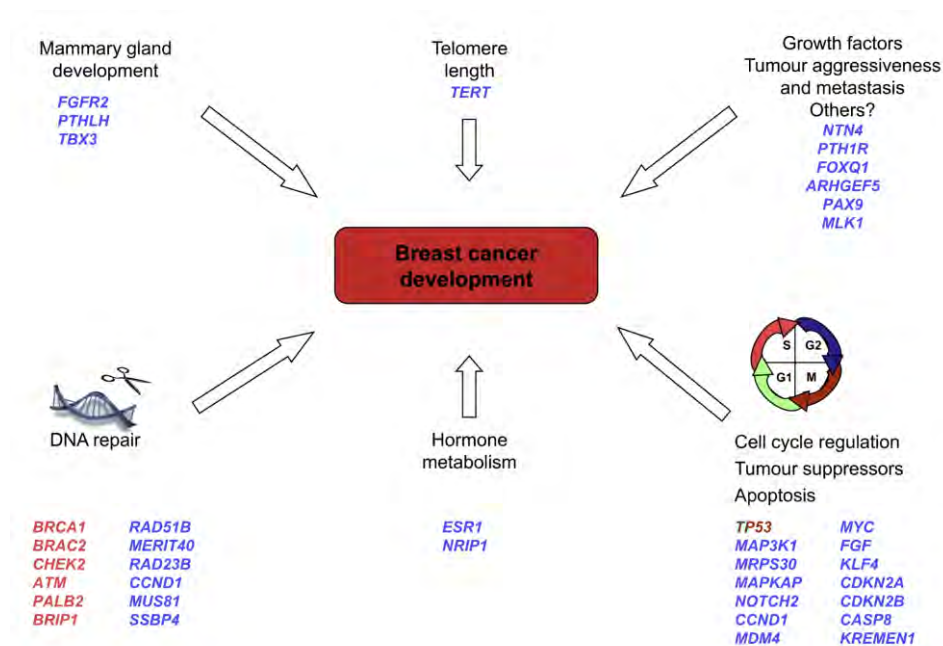 Mammary gland
development
FGFR2
PTHLH
TBX3
Telomere
length
TERT
Growth factors
Tumour aggressiveness
and metastasis
Others?
NTN4
PTH1R
FOXQ1
ARHGEF5
PAX9
MLK1
Breast cancer
development
DNA repair
BRCA1
BRAC2
CHEK2
ATM
PALB2
BRIP1
RAD51B
MERIT40
RAD23B
CCND1
MUS81
SSBP4
Hormone
metabolism
ESR1
NRIP1
S G2
G1 M
Cell cycle regulation
Tumour suppressors
Apoptosis
TP53
MAP3K1
MRPS30
MAPKAP
NOTCH2
CCND1
MDM4
MYC
FGF
KLF4
CDKN2A
CDKN2B
CASP8
KREMEN1